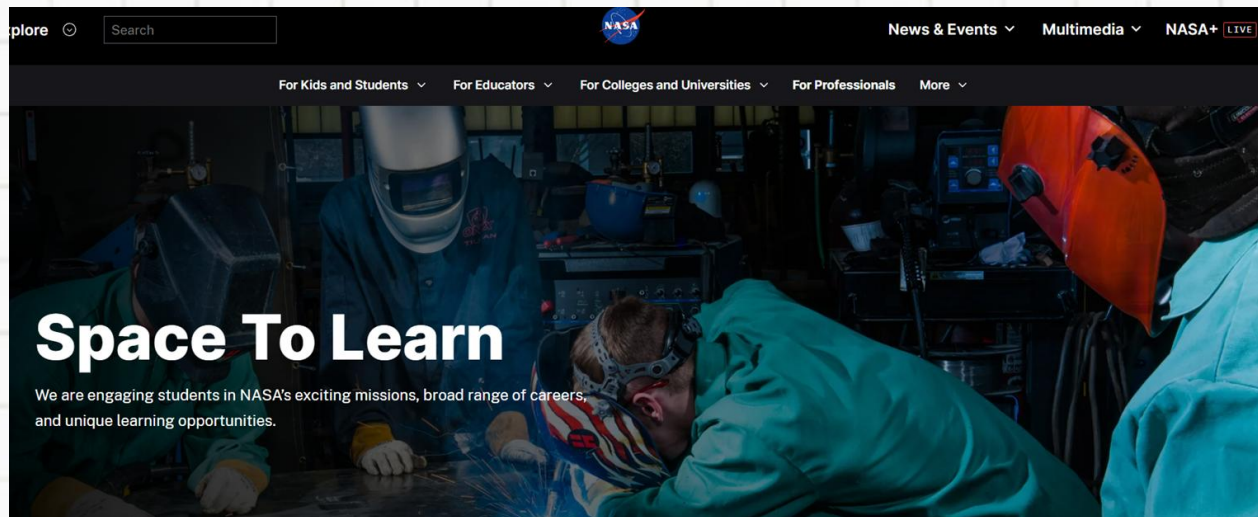 xplore
Search
NASA
News & Events
Multimedia
NASA+ LIVE
For Kids and Students
For Educators
For Colleges and Universities
For Professionals
More
Space To Learn
We are engaging students in NASA's exciting missions, broad range of careers,
and unique learning opportunities.